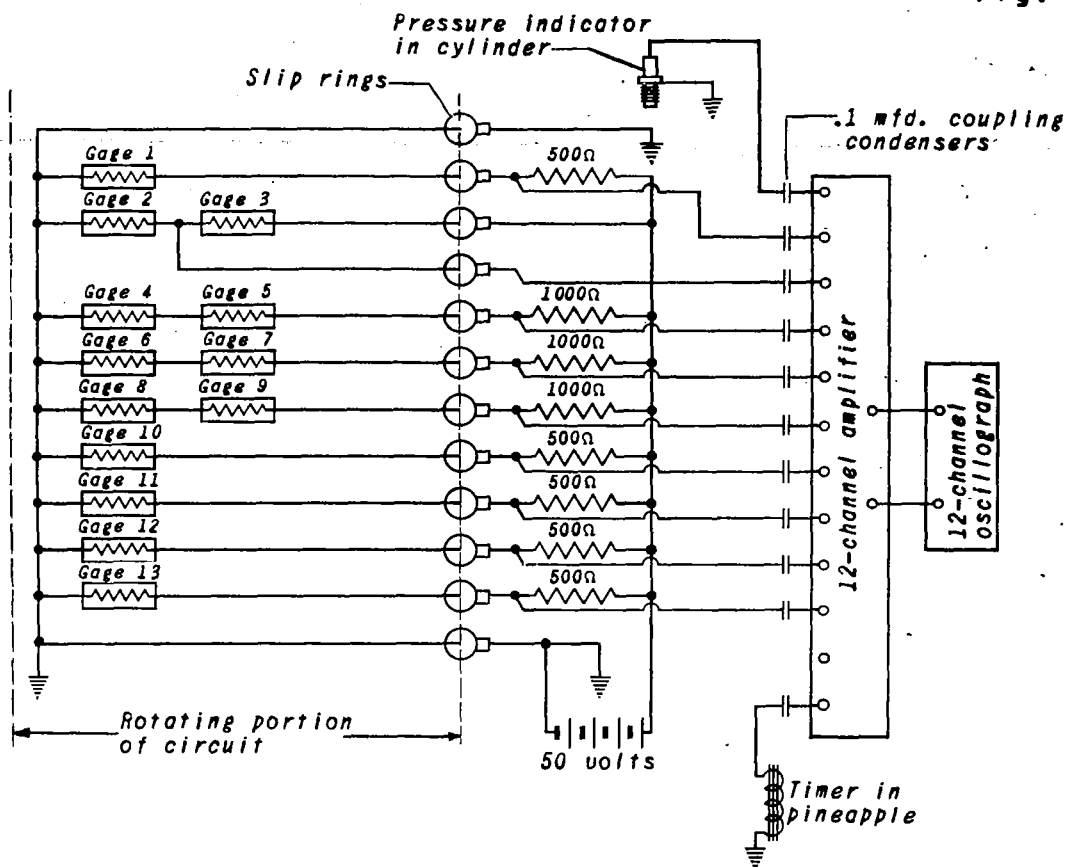 Fig.
Pressure indicator
in cylinder
Slip rings
.1 mfd. coupling
condensers
Gage 1
500Ω
Gage 2
Gage 3
Gage 4
Gage 5
1000Ω
Gage 6
Gage 7
1000Ω
Gage 8
Gage 9
1000Ω
Gage 10
500Ω
Gage 11
500Ω
Gage 12
500Ω
Gage 13
500Ω
12-channel amplifier
12-channel
oscillograph
Rotating portion
of circuit
50 volts
Timer in
pineapple